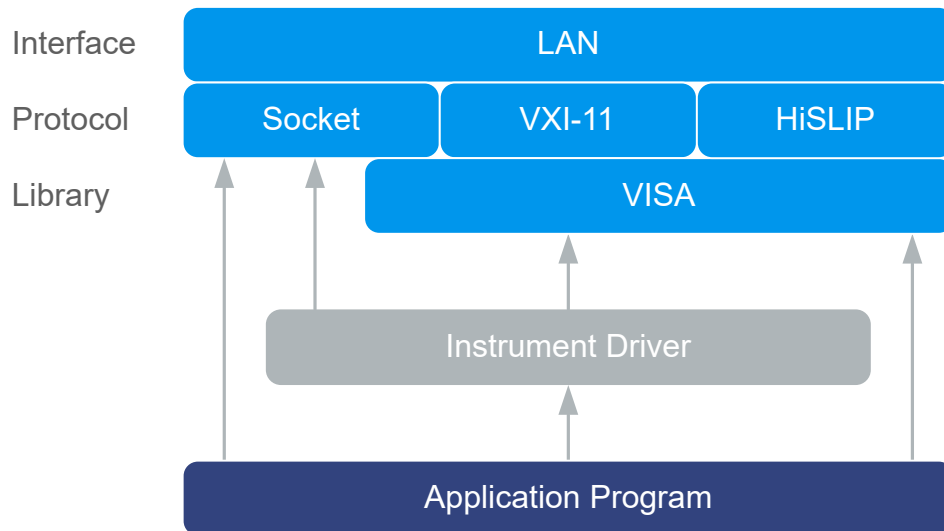 Interface
LAN
Protocol
Socket
VXI-11
HiSLIP
Library
VISA
Instrument Driver
Application Program